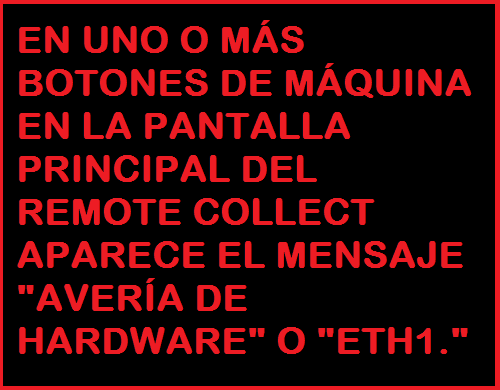 EN UNO O MÁS
BOTONES DE MÁQUINA
EN LA PANTALLA
PRINCIPAL DEL
REMOTE COLLECT
APARECE EL MENSAJE
"AVERÍA DE
HARDWARE" O "ETH1."